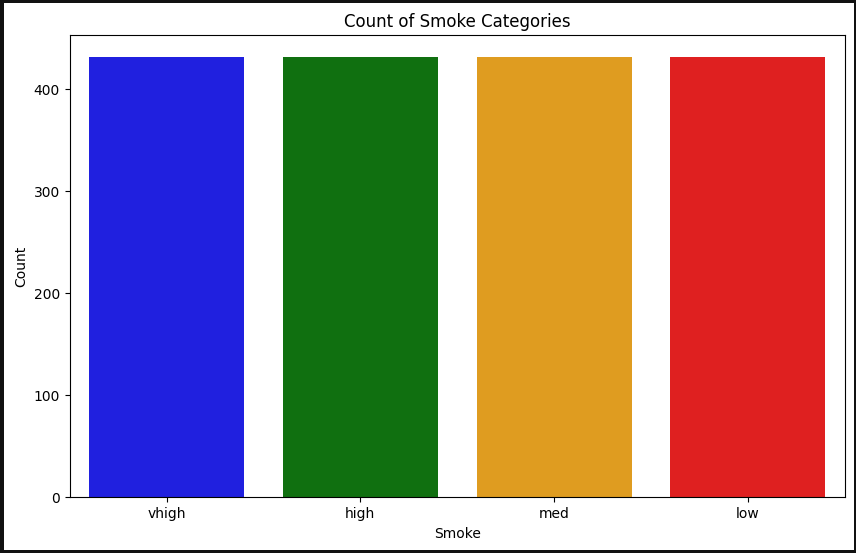 Count of Smoke Categories
Count
400
300
200
100
0
vhigh high med low
Smoke